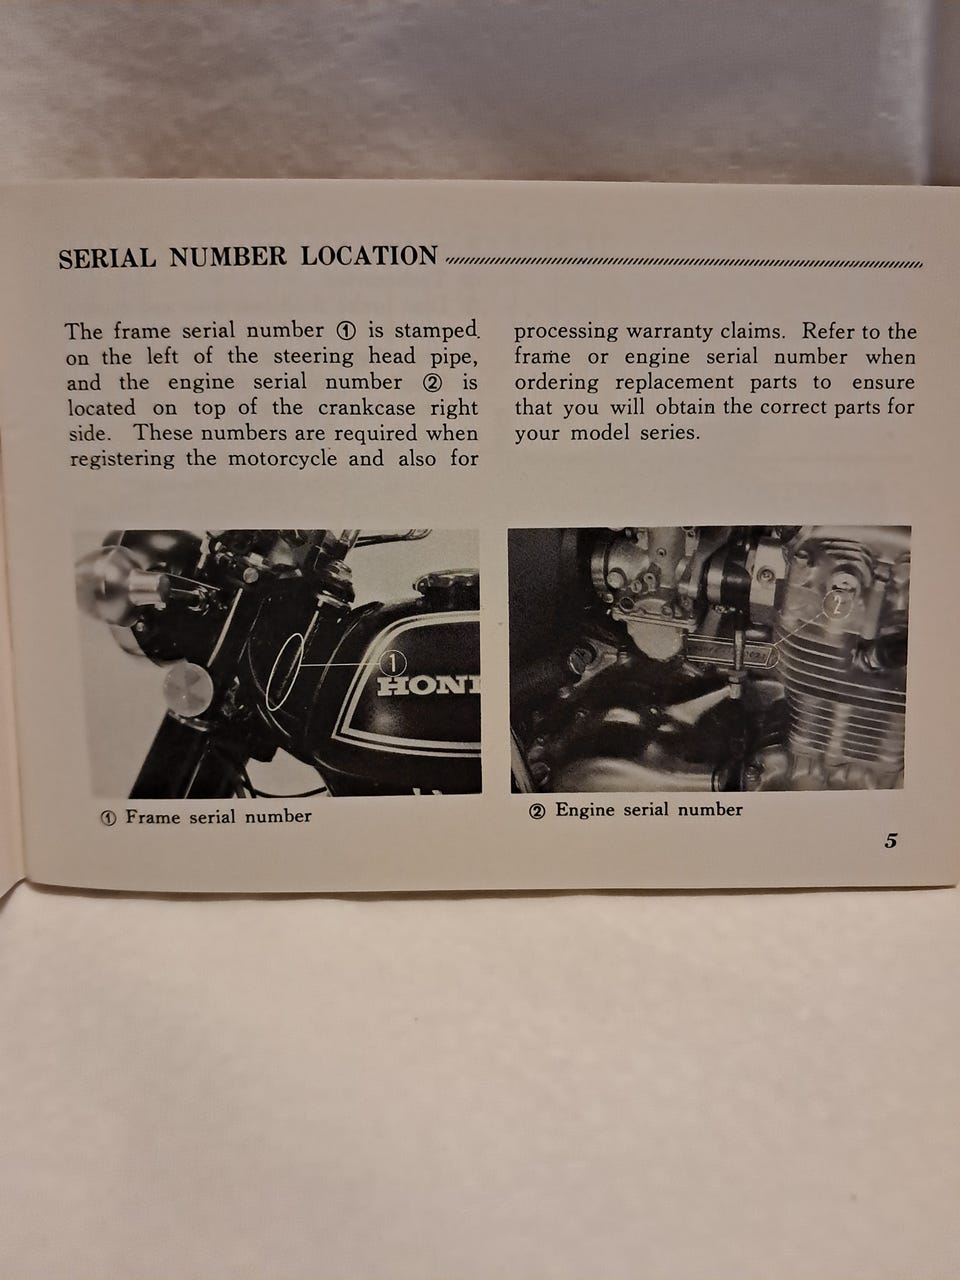 SERIAL NUMBER LOCATION
The frame serial number ① is stamped
on the left of the steering head pipe,
and the engine serial number ② is
located on top of the crankcase right
side. These numbers are required when
registering the motorcycle and also for
processing warranty claims. Refer to the
frame or engine serial number when
ordering replacement parts to ensure
that you will obtain the correct parts for
your model series.
①
HON
① Frame serial number
②
② Engine serial number
5